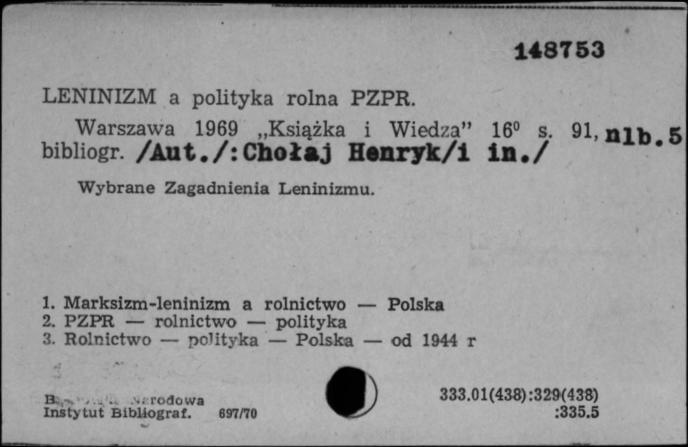 148753
LENINIZM a polityka rolna PZPR.
Warszawa 1969 „Książka i Wiedza” 16⁰ s. 91, nlb.5
bibliogr. /Aut./:Chołaj Henryk/i in./
Wybrane Zagadnienia Leninizmu.
1. Marksizm-leninizm a rolnictwo — Polska
2. PZPR — rolnictwo — polityka
3. Rolnictwo — polityka — Polska — od 1944 r
Narodowa
Instytut Bibliograf. 697/70
333.01(438):329(438)
:335.5